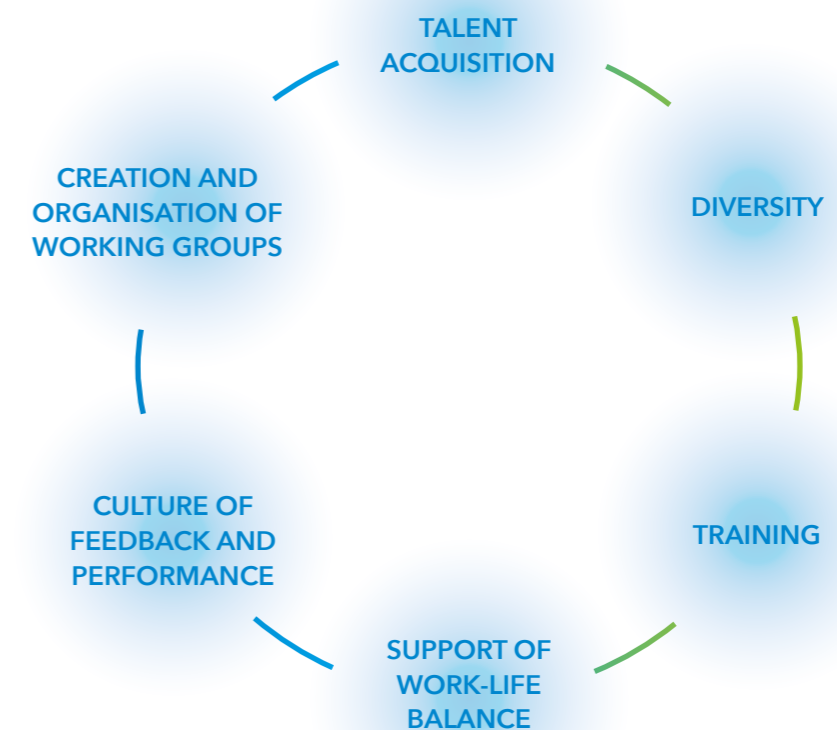 TALENT
ACQUISITION
DIVERSITY
TRAINING
SUPPORT OF
WORK-LIFE
BALANCE
CULTURE OF
FEEDBACK AND
PERFORMANCE
CREATION AND
ORGANISATION OF
WORKING GROUPS